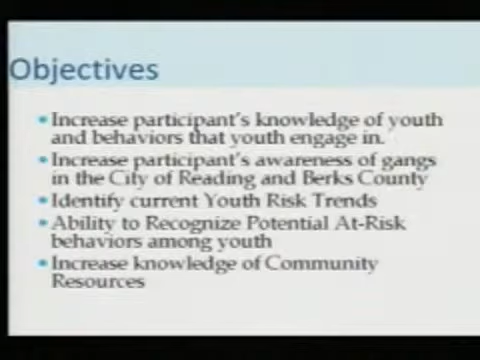 Objectives
Increase participant's knowledge of youth
and behaviors that youth engage in.
Increase participant's awareness of gangs
in the City of Reading and Berks County
Identify current Youth Risk Trends
Ability to Recognize Potential At-Risk
behaviors among youth
Increase knowledge of Community
Resources